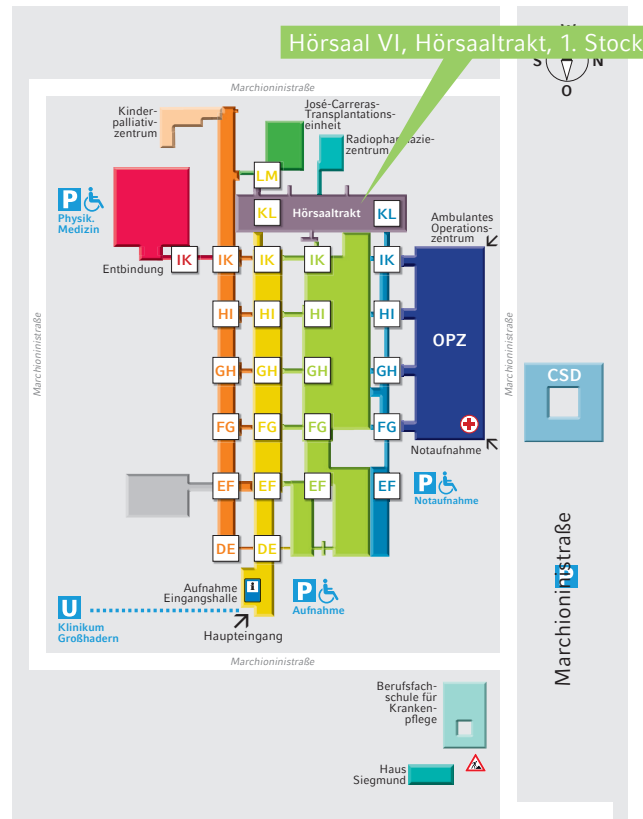 Hörsaal VI, Hörsaaltrakt, 1. Stock
S N
O
Marchioninistraße
Kinder-
palliativ-
zentrum
José-Carreras-
Transplantations-
einheit
Radiopharmazie-
zentrum
LM
P
Physik.
Medizin
KL Hörsaaltrakt KL
Ambulantes
Operations-
zentrum
Entbindung
IK IK IK IK IK
HI HI HI HI
OPZ
Marchioninistraße
Marchioninistraße
GH GH GH GH
CSD
FG FG FG FG
Notaufnahme
EF EF EF EF
P
Notaufnahme
DE DE
Marchioninistraße
P
Aufnahme
Eingangshalle
i
P
Aufnahme
U
Klinikum
Großhadern
Haupteingang
Marchioninistraße
Berufsfach-
schule für
Kranken-
pflege
Haus
Siegmund